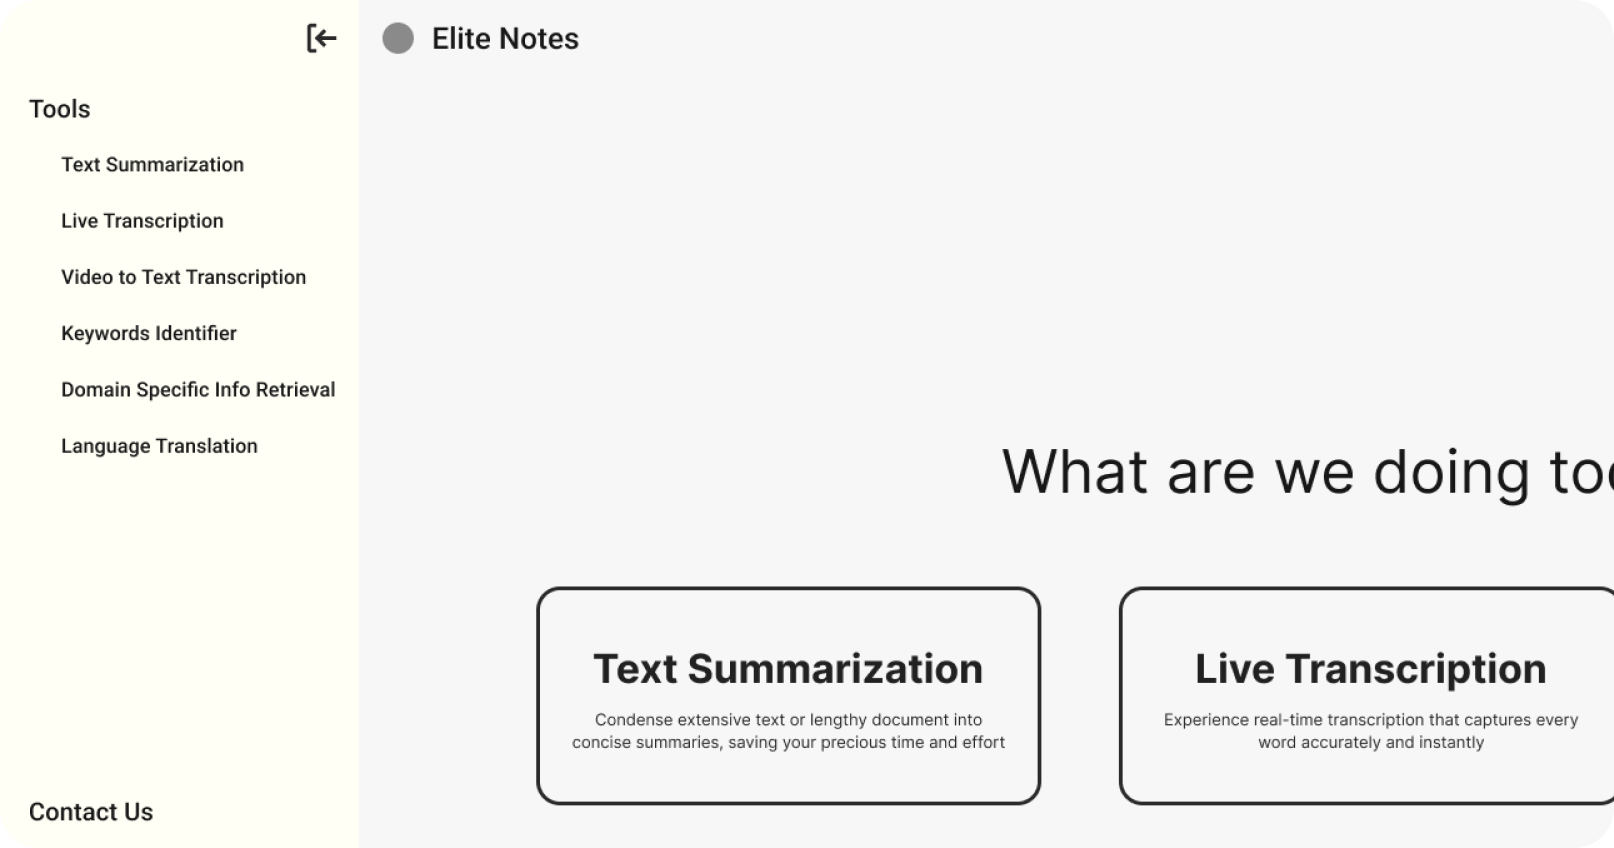 Elite Notes
Tools
Text Summarization
Live Transcription
Video to Text Transcription
Keywords Identifier
Domain Specific Info Retrieval
Language Translation
Contact Us
What are we doing
Text Summarization
Condense extensive text or lengthy document into
concise summaries, saving your precious time and effort
Live Transcription
Experience real-time transcription that captures every
word accurately and instantly